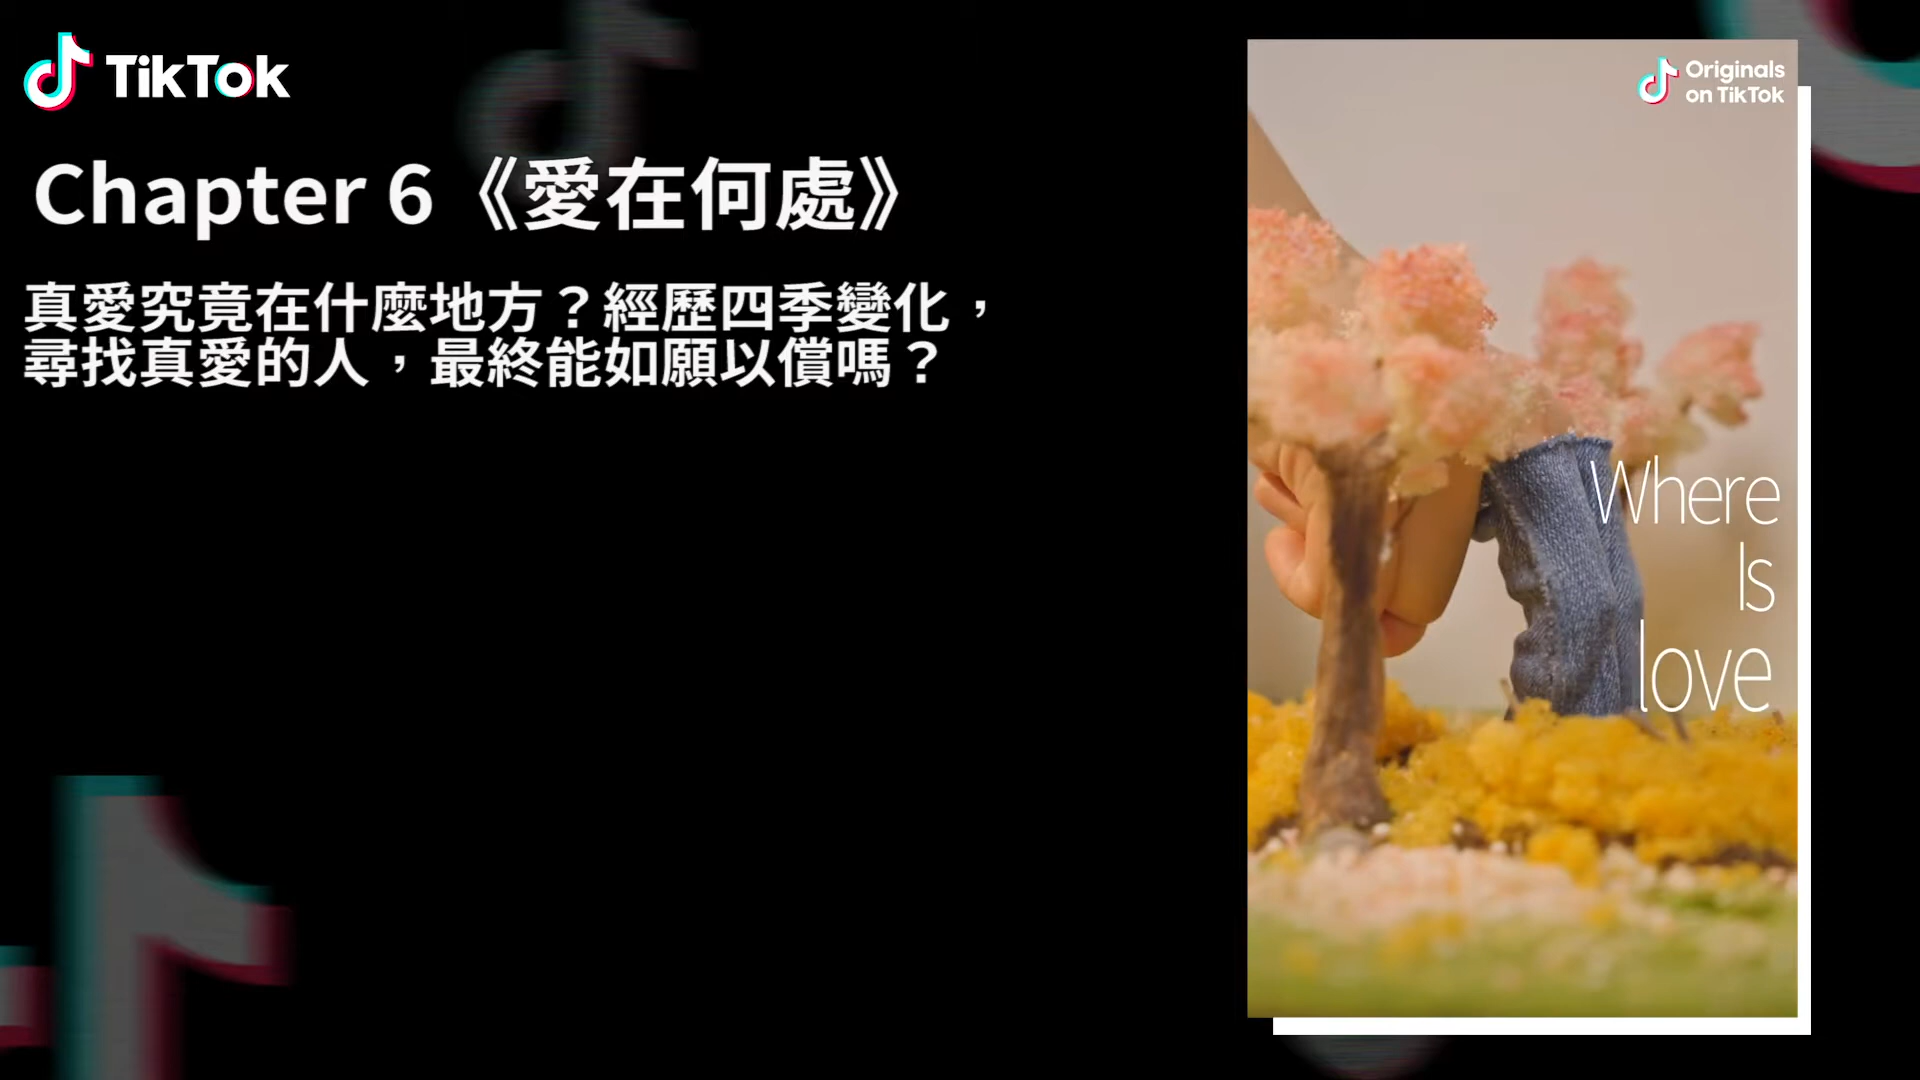 TikTok
Chapter 6《愛在何處》
真愛究竟在什麼地方？經歷四季變化，
尋找真愛的人，最終能如願以償嗎？
Originals
on TikTok
Where
Is
love